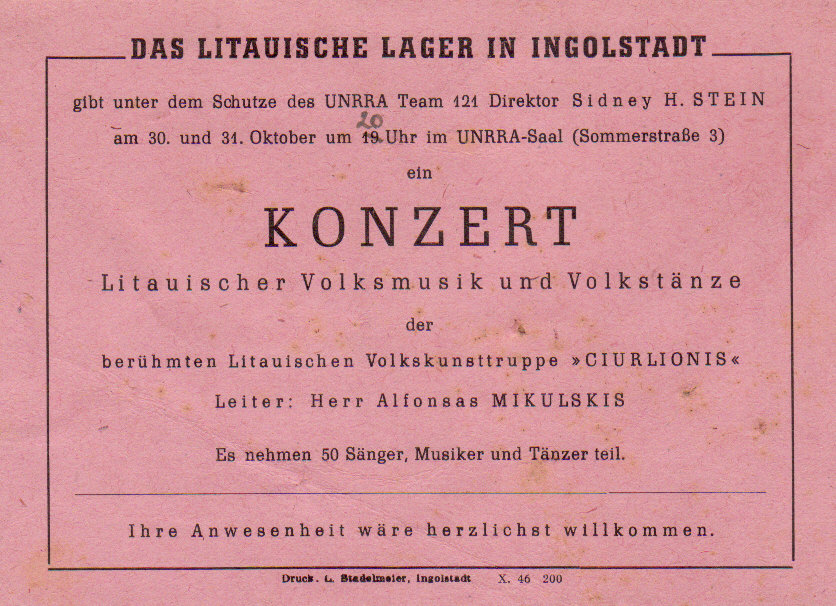 DAS LITAUISCHE LAGER IN INGOLSTADT
gibt unter dem Schutze des UNRRA Team 121 Direktor Sidney H. STEIN
20
am 30. und 31. Oktober um 19 Uhr im UNRRA-Saal (Sommerstraße 3)
ein
KONZERT
Litauischer Volksmusik und Volkstänze
der
berühmten Litauischen Volkskunsttruppe »CIURLIONIS«
Leiter: Herr Alfonsas MIKULSKIS
Es nehmen 50 Sänger, Musiker und Tänzer teil.
Ihre Anwesenheit wäre herzlichst willkommen.
Druck. G. Stadelmeier, Ingolstadt X. 46 200